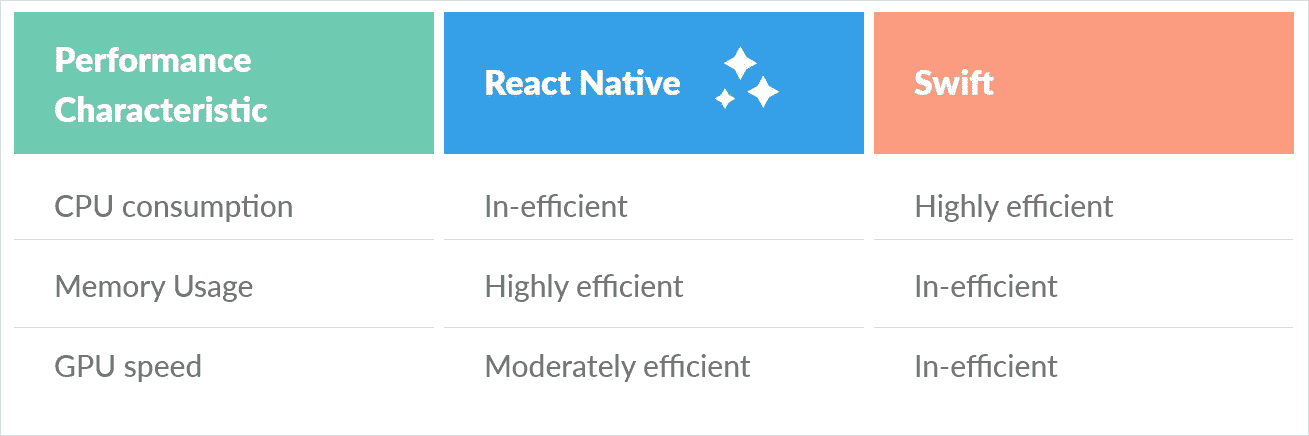 Performance
Characteristic
React Native
Swift
CPU consumption
In-efficient
Highly efficient
Memory Usage
Highly efficient
In-efficient
GPU speed
Moderately efficient
In-efficient